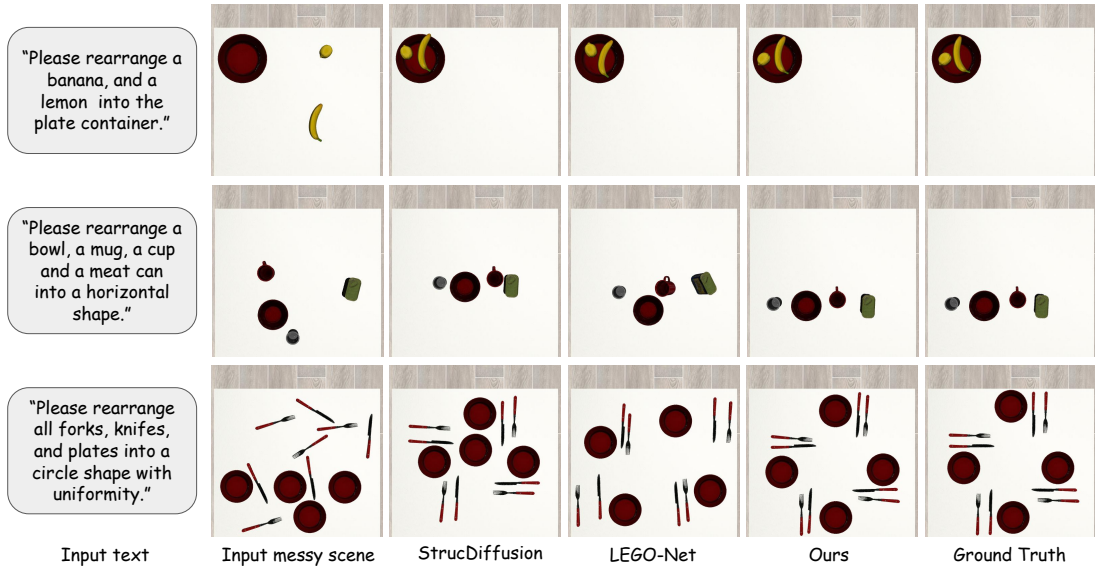 “Please rearrange a
banana, and a
lemon into the
plate container.”
“Please rearrange a
bowl, a mug, a cup
and a meat can
into a horizontal
shape.”
“Please rearrange
all forks, knifes,
and plates into a
circle shape with
uniformity.”
Input text
Input messy scene
StrucDiffusion
LEGO-Net
Ours
Ground Truth